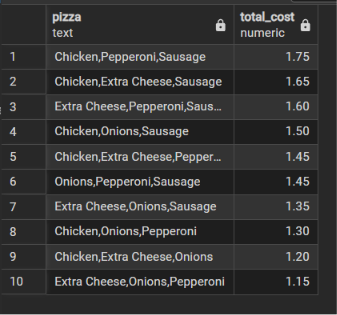 pizza total_cost
text numeric
1 Chicken,Pepperoni,Sausage 1.75
2 Chicken,Extra Cheese,Sausage 1.65
3 Extra Cheese,Pepperoni,Saus... 1.60
4 Chicken,Onions,Sausage 1.50
5 Chicken,Extra Cheese,Pepper... 1.45
6 Onions,Pepperoni,Sausage 1.45
7 Extra Cheese,Onions,Sausage 1.35
8 Chicken,Onions,Pepperoni 1.30
9 Chicken,Extra Cheese,Onions 1.20
10 Extra Cheese,Onions,Pepperoni 1.15